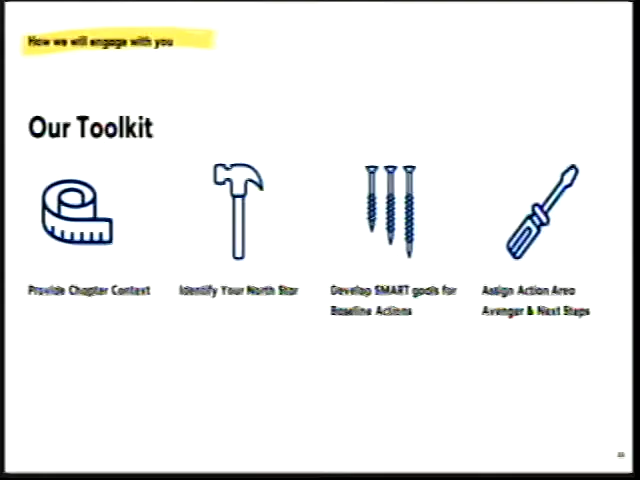 How we will engage with you
Our Toolkit
Provide Chapter Context
Identify Your North Star
Develop SMART goals for
Baseline Actions
Assign Action Area
Avenger & Next Steps